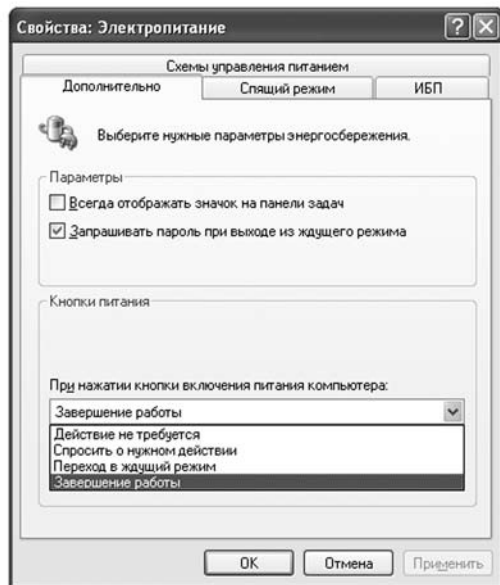 Свойства: Электропитание
Схемы управления питанием
Дополнительно Спящий режим ИБП
Выберите нужные параметры энергосбережения.
Параметры
Всегда отображать значок на панели задач
Запрашивать пароль при выходе из ждущего режима
Кнопки питания
При нажатии кнопки включения питания компьютера:
Завершение работы
Действие не требуется
Спросить о нужном действии
Переход в ждущий режим
Завершение работы
ОК Отмена Применить